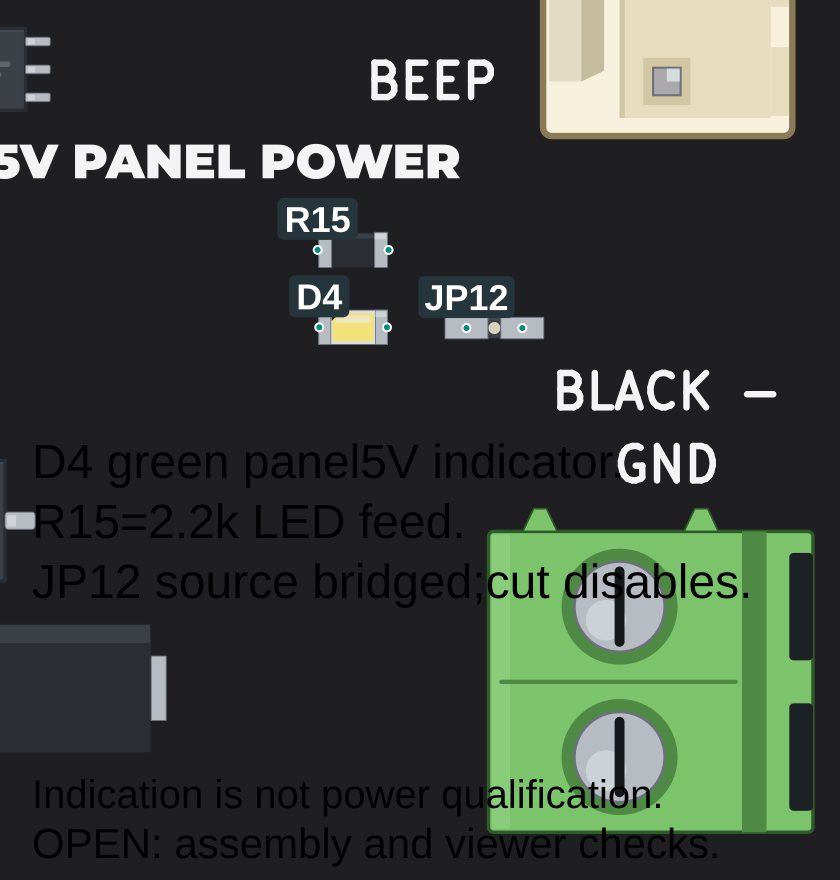 BEEP
5V PANEL POWER
R15
D4
JP12
BLACK –
GND
D4 green panel5V indicator.
R15=2.2k LED feed.
JP12 source bridged;cut disables.
Indication is not power qualification.
OPEN: assembly and viewer checks.